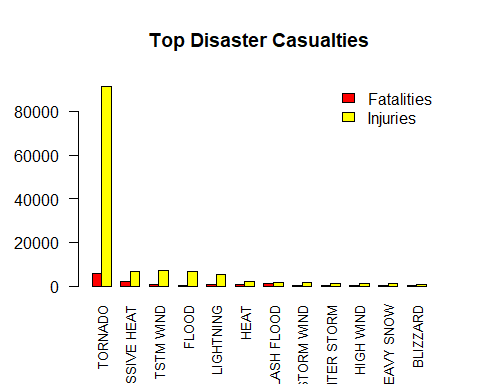 Top Disaster Casualties
Fatalities
Injuries
80000
60000
40000
20000
0
TORNADO
SSIVE HEAT
TSTM WIND
FLOOD
LIGHTNING
HEAT
LASH FLOOD
STORM WIND
ITER STORM
HIGH WIND
EAVY SNOW
BLIZZARD